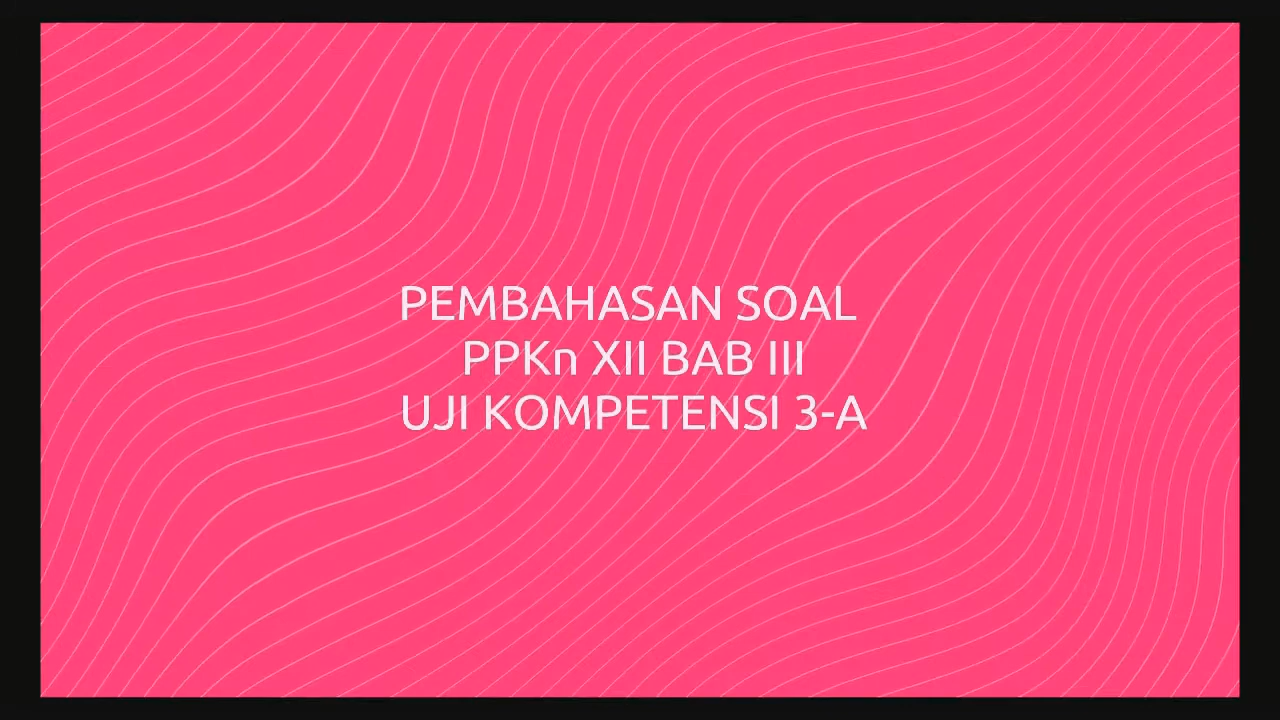 PEMBAHASAN SOAL
PPKn XII BAB III
UJI KOMPETENSI 3-A